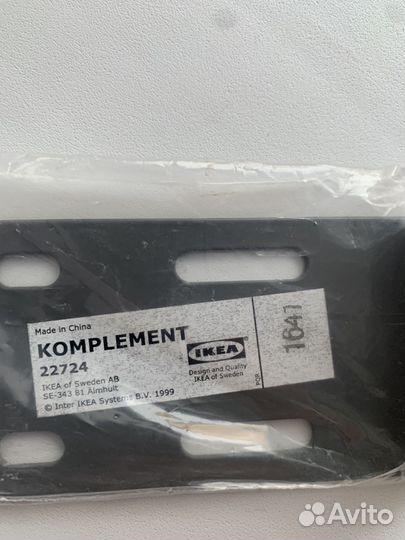 Made in China
KOMPLEMENT
22724
IKEA of Sweden AB
SE-343 81 Älmhult
© Inter IKEA Systems B.V. 1999
IKEA
Design and Quality
IKEA of Sweden
PQR
1641
Avito